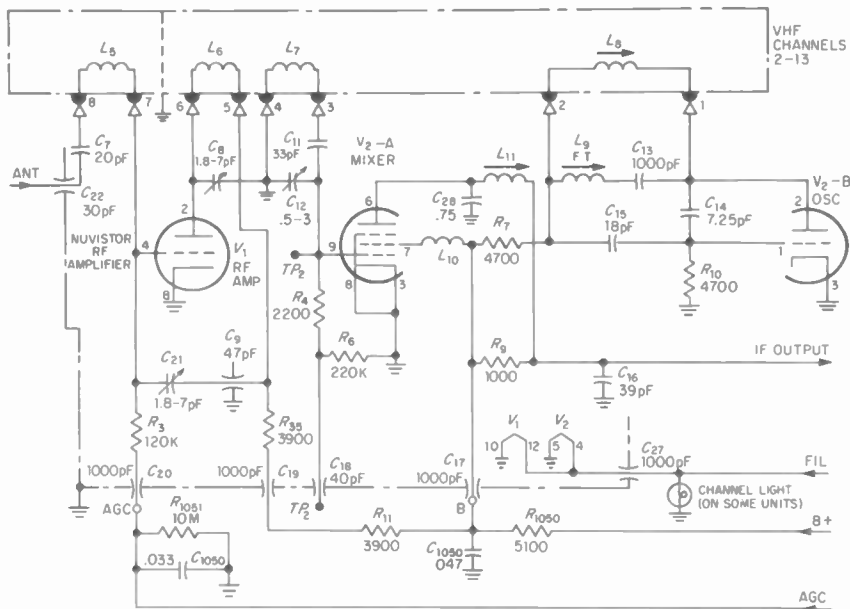 L5
L6
L7
L8
VHF
CHANNELS
2-13
8
7
6
5
4
3
2
1
C7
20pF
C8
1.8-7pF
C11
33pF
V2-A
MIXER
L11
L9
FT
C13
1000pF
ANT
C22
30pF
C12
.5-3
6
C28
.75
V2-B
OSC
2
2
C14
7.25pF
NUVISTOR
RF
AMPLIFIER
4
V1
RF
AMP
8
TP2
9
7
8
3
L10
R7
4700
C15
18pF
1
3
R4
2200
R10
4700
C9
47pF
C21
1.8-7pF
R6
220K
R9
1000
IF OUTPUT
C16
39pF
R3
120K
R35
3900
V1
V2
10
12
5
4
C27
1000pF
1000pF
C20
1000pF
C19
C18
40pF
C17
1000pF
FIL
AGC
TP2
B
CHANNEL LIGHT
(ON SOME UNITS)
R1051
10M
R11
3900
R1050
5100
B+
.033
C1050
C1050
.047
AGC